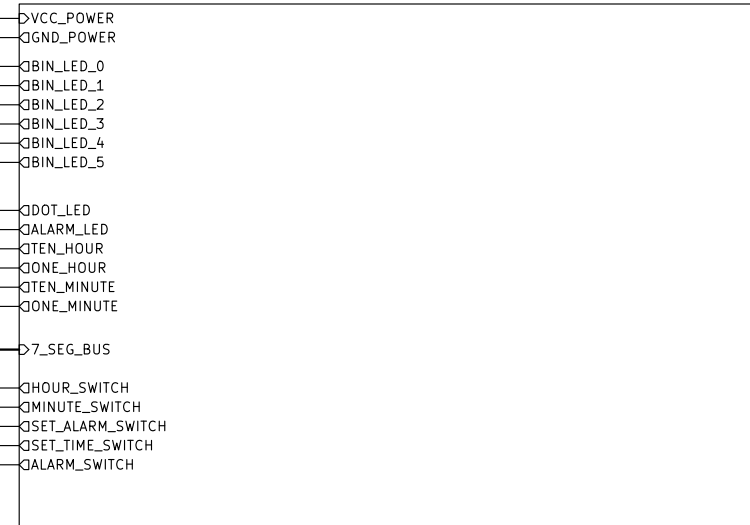 VCC_POWER
GND_POWER
BIN_LED_0
BIN_LED_1
BIN_LED_2
BIN_LED_3
BIN_LED_4
BIN_LED_5
DOT_LED
ALARM_LED
TEN_HOUR
ONE_HOUR
TEN_MINUTE
ONE_MINUTE
7_SEG_BUS
HOUR_SWITCH
MINUTE_SWITCH
SET_ALARM_SWITCH
SET_TIME_SWITCH
ALARM_SWITCH